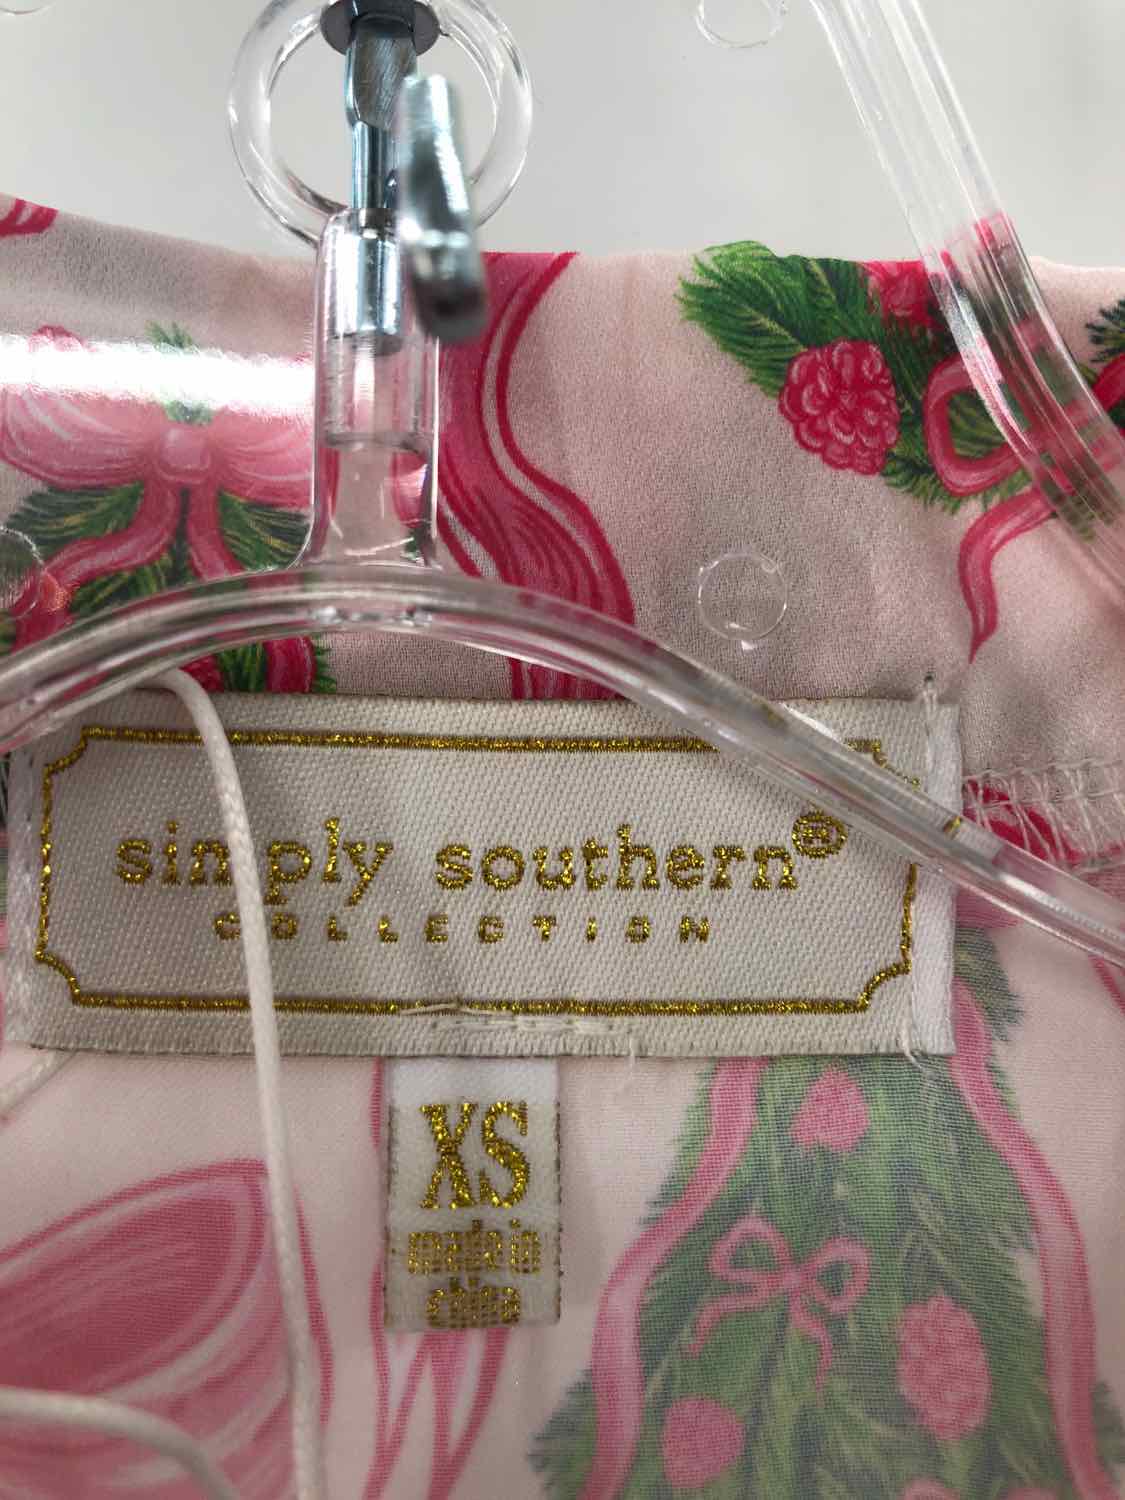 simply southern®
COLLECTION
XS
made in
china